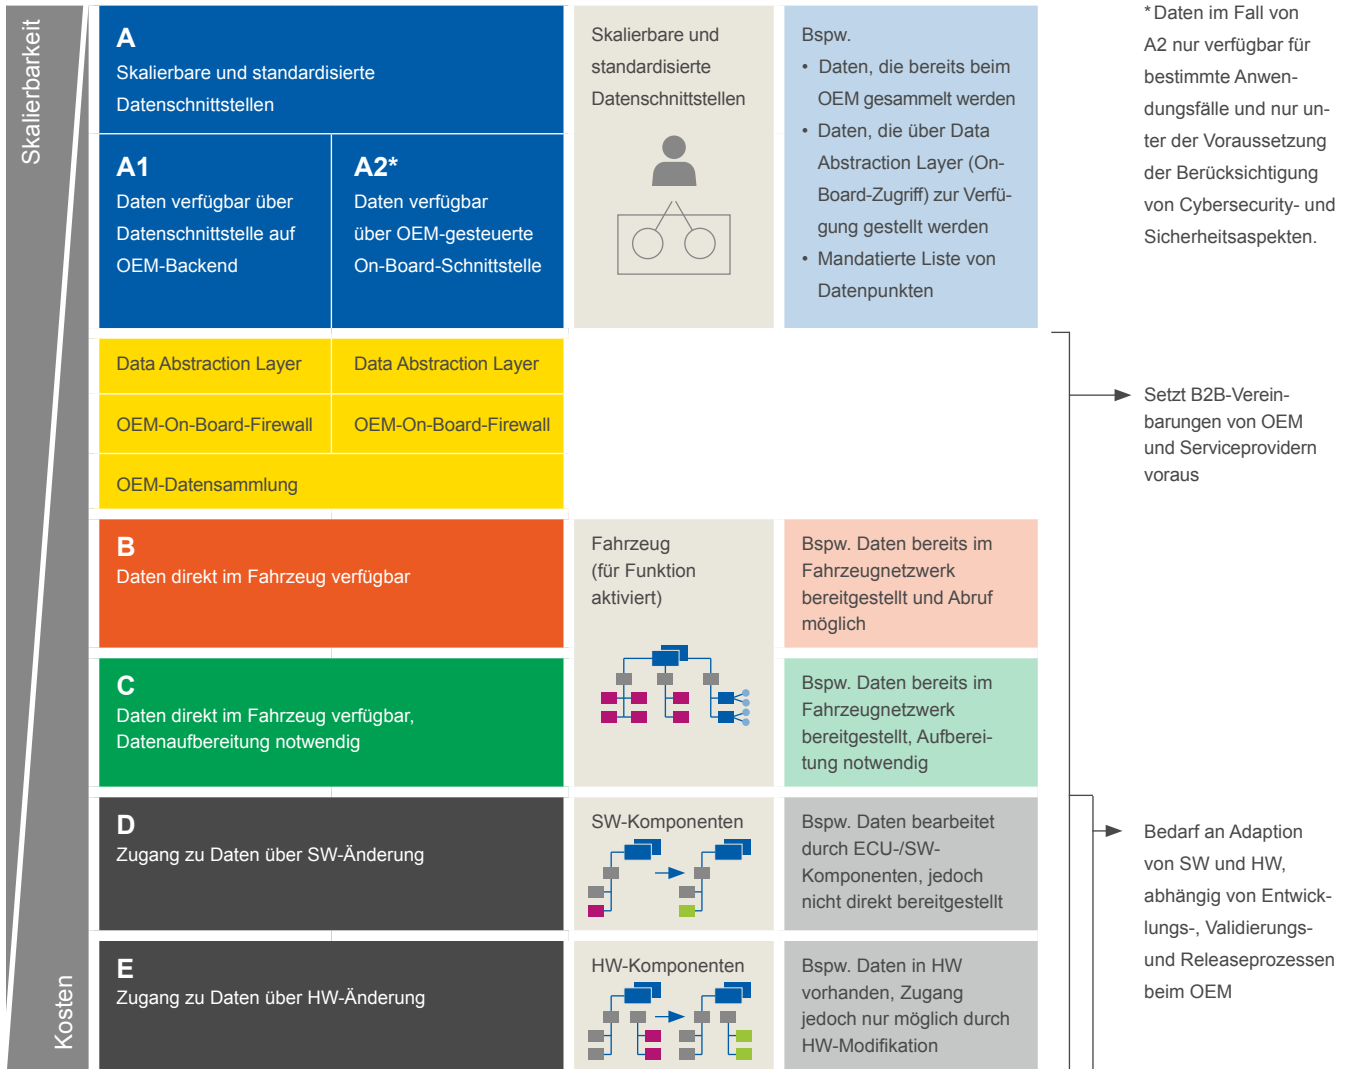 Skalierbarkeit
Kosten
A
Skalierbare und standardisierte
Datenschnittstellen
A1
Daten verfügbar über
Datenschnittstelle auf
OEM-Backend
A2*
Daten verfügbar
über OEM-gesteuerte
On-Board-Schnittstelle
Skalierbare und
standardisierte
Datenschnittstellen
Bspw.
• Daten, die bereits beim
OEM gesammelt werden
• Daten, die über Data
Abstraction Layer (On-
Board-Zugriff) zur Verfü-
gung gestellt werden
• Mandatierte Liste von
Datenpunkten
* Daten im Fall von
A2 nur verfügbar für
bestimmte Anwen-
dungsfälle und nur un-
ter der Voraussetzung
der Berücksichtigung
von Cybersecurity- und
Sicherheitsaspekten.
Data Abstraction Layer
Data Abstraction Layer
OEM-On-Board-Firewall
OEM-On-Board-Firewall
OEM-Datensammlung
Setzt B2B-Verein-
barungen von OEM
und Serviceprovidern
voraus
B
Daten direkt im Fahrzeug verfügbar
Fahrzeug
(für Funktion
aktiviert)
Bspw. Daten bereits im
Fahrzeugnetzwerk
bereitgestellt und Abruf
möglich
C
Daten direkt im Fahrzeug verfügbar,
Datenaufbereitung notwendig
Bspw. Daten bereits im
Fahrzeugnetzwerk
bereitgestellt, Aufberei-
tung notwendig
D
Zugang zu Daten über SW-Änderung
SW-Komponenten
Bspw. Daten bearbeitet
durch ECU-/SW-
Komponenten, jedoch
nicht direkt bereitgestellt
Bedarf an Adaption
von SW und HW,
abhängig von Entwick-
lungs-, Validierungs-
und Releaseprozessen
beim OEM
E
Zugang zu Daten über HW-Änderung
HW-Komponenten
Bspw. Daten in HW
vorhanden, Zugang
jedoch nur möglich durch
HW-Modifikation